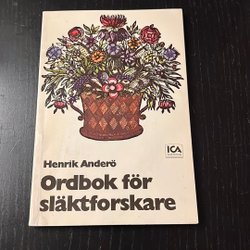 Henrik Anderö
ICA
Ordbok för
släktforskare